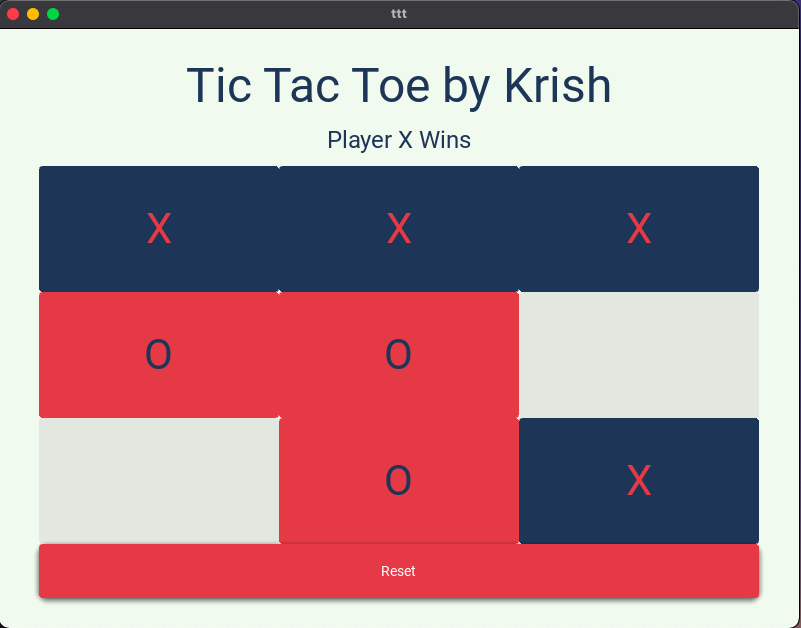 ttt
Tic Tac Toe by Krish
Player X Wins
X X X
O O
O X
Reset